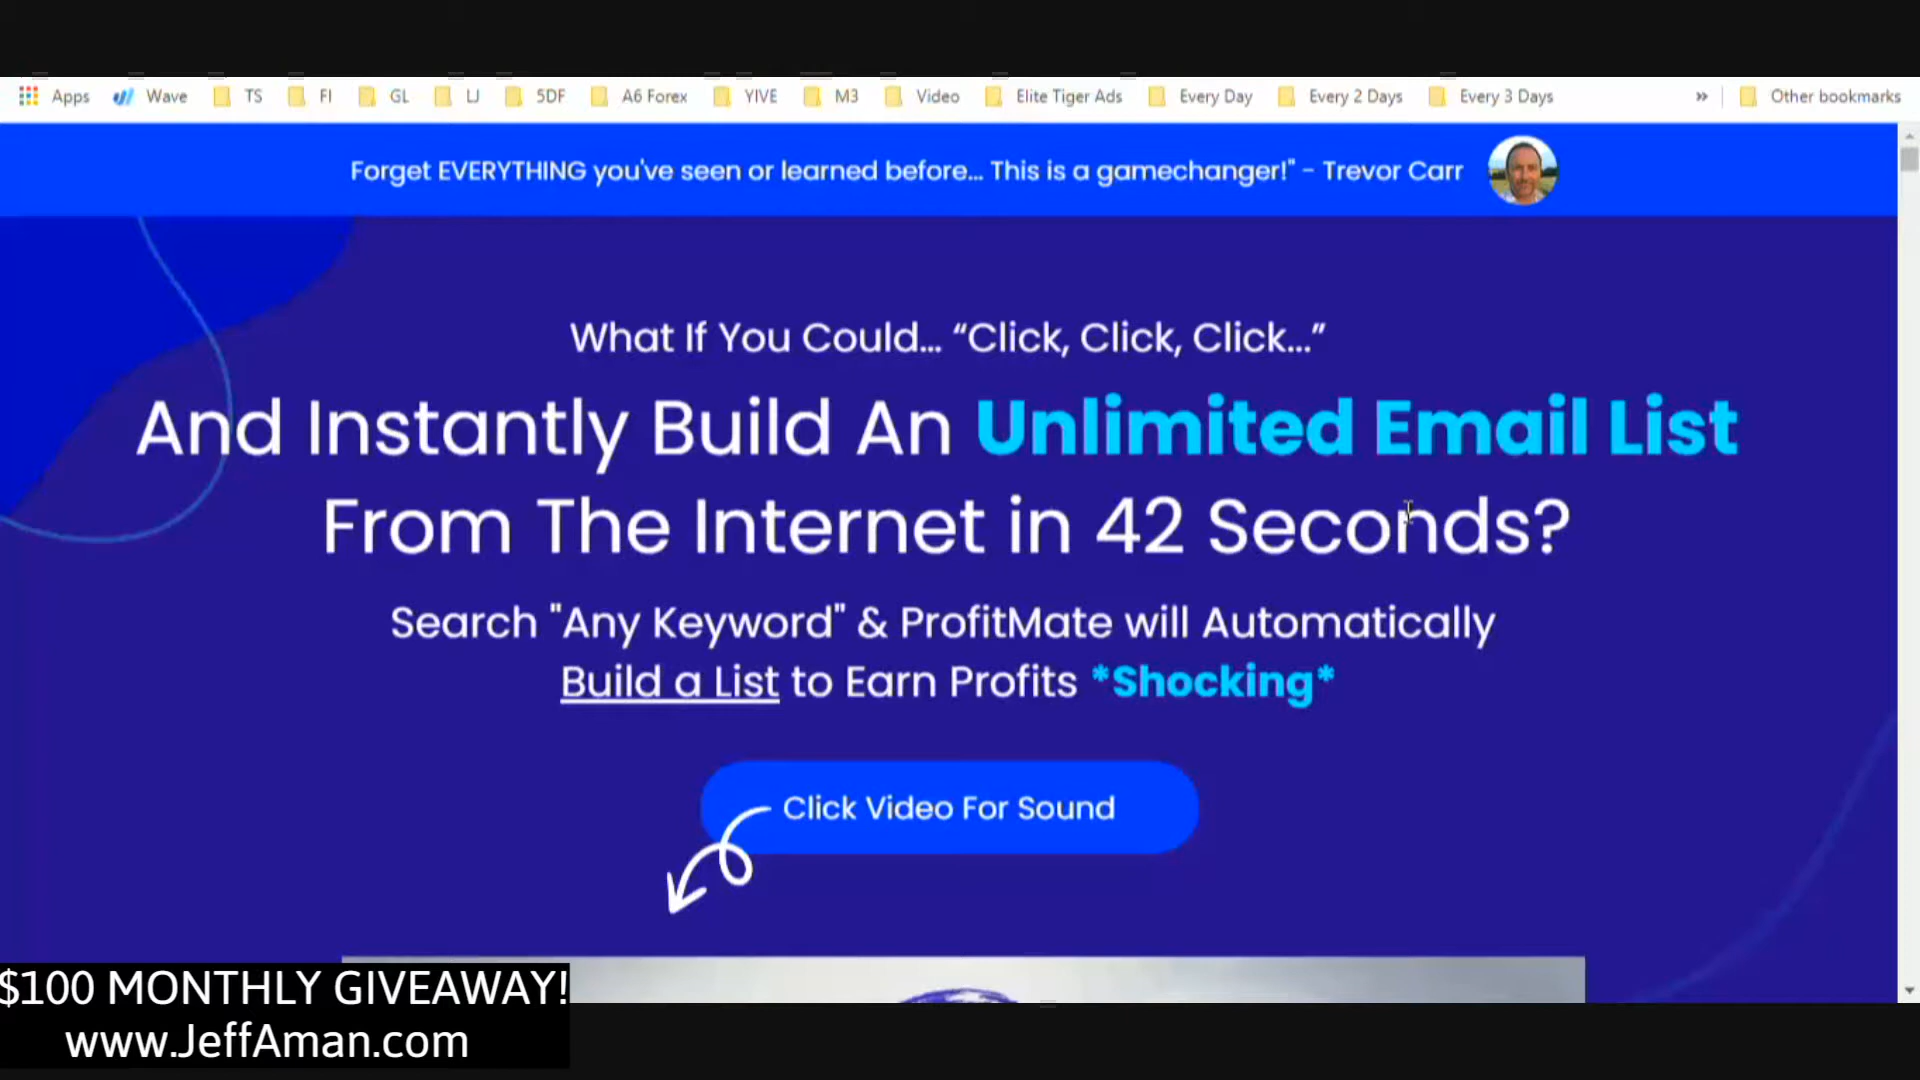 Apps Wave TS FI GL LJ 5DF A6 Forex YIVE M3 Video Elite Tiger Ads Every Day Every 2 Days Every 3 Days » Other bookmarks
Forget EVERYTHING you've seen or learned before... This is a gamechanger!" - Trevor Carr
What If You Could... “Click, Click, Click...”
And Instantly Build An Unlimited Email List
From The Internet in 42 Seconds?
Search "Any Keyword" & ProfitMate will Automatically
Build a List to Earn Profits *Shocking*
Click Video For Sound
$100 MONTHLY GIVEAWAY!
www.JeffAman.com